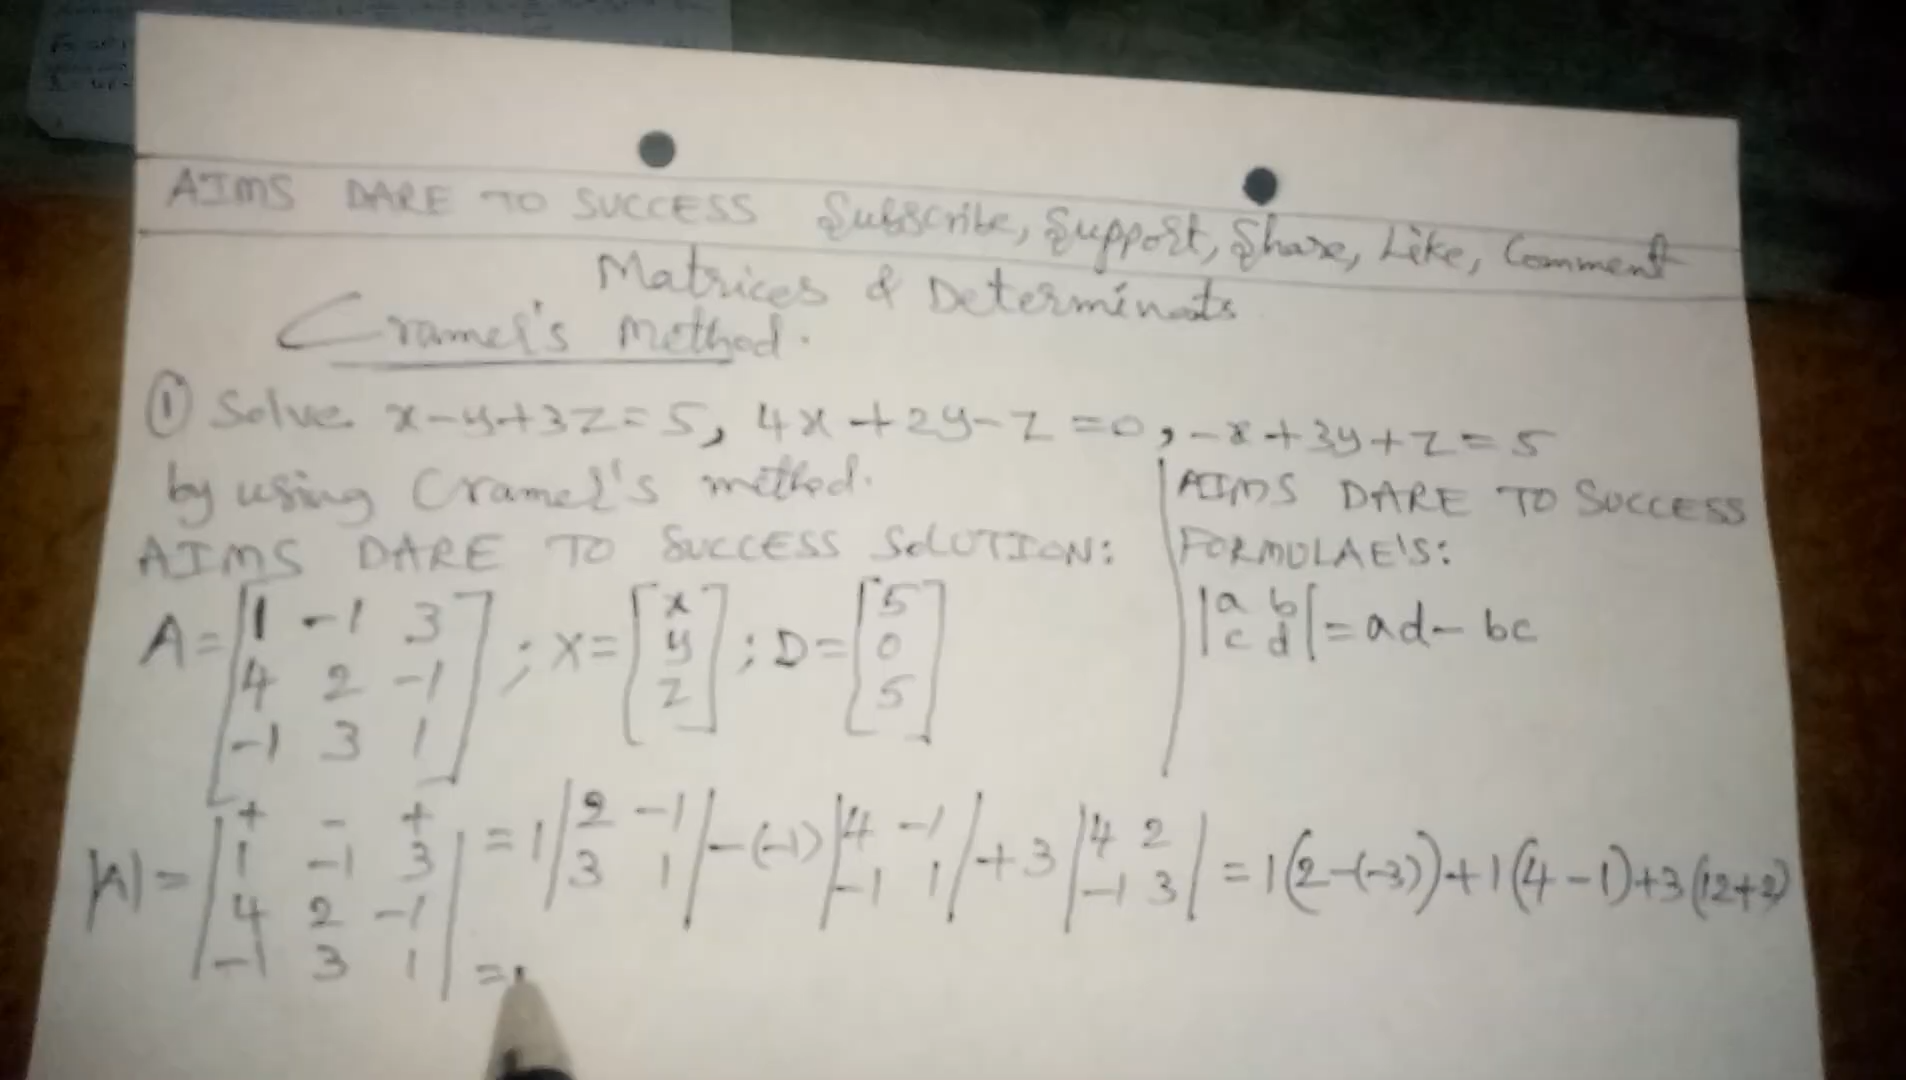 AIMS DARE TO SUCCESS Subscribe, Support, Share, Like, Comment
Matrices & Determinats
Cramer's Method.
① Solve x-y+3z=5, 4x+2y-z=0, -x+3y+z=5
by using Cramer's method.
AIMS DARE TO SUCCESS SOLUTION:
A=[1 -1 3
4 2 -1
-1 3 1] ; X=[x
y
z] ; D=[5
0
5]
AIMS DARE TO SUCCESS
FORMULAE'S:
|a b
c d| = ad - bc
+ - +
|A|=|1 -1 3
4 2 -1
-1 3 1| =1|2 -1
3 1| -(-1)|4 -1
-1 1| +3|4 2
-1 3| =1(2-(-3))+1(4-1)+3(12+2)
=